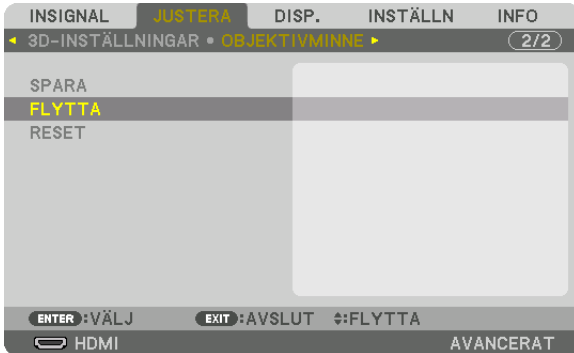 INSIGNAL JUSTERA DISP. INSTÄLLN INFO
3D-INSTÄLLNINGAR • OBJEKTIVMINNE 2/2
SPARA
FLYTTA
RESET
ENTER :VÄLJ EXIT :AVSLUT :FLYTTA
HDMI AVANCERAT